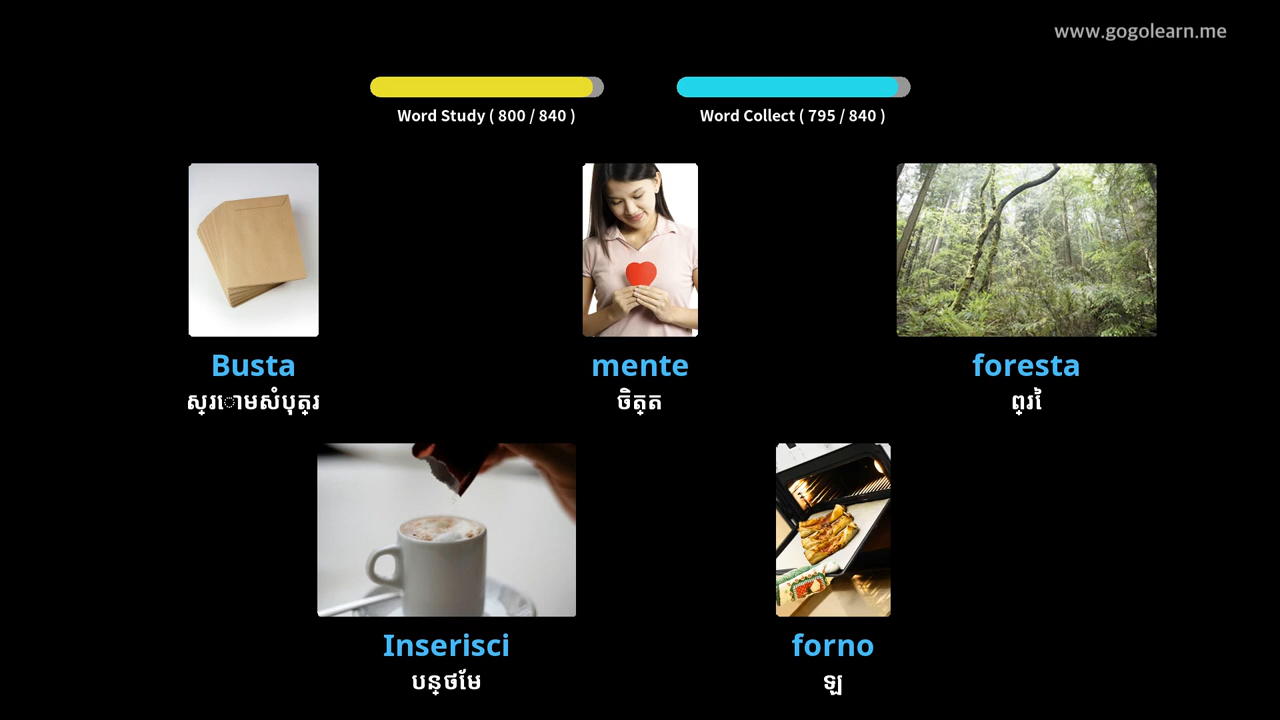 www.gogolearn.me
Word Study ( 800 / 840 )
Word Collect ( 795 / 840 )
Busta
ស្រោមសំបុត្រ
mente
ចិត្ត
foresta
ព្រៃ
Inserisci
បន្ថែម
forno
ឡ